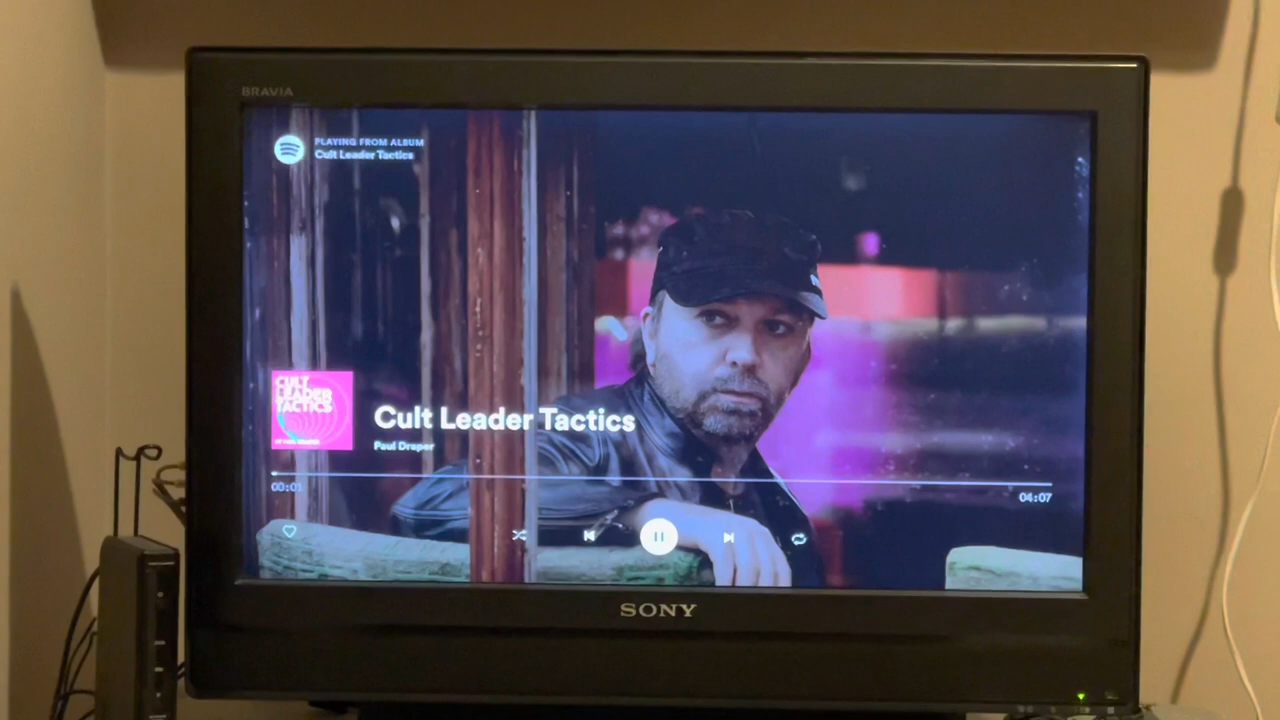 BRAVIA
PLAYING FROM ALBUM
Cult Leader Tactics
CULT
LEADER
TACTICS
Cult Leader Tactics
Paul Draper
00:01
04:07
SONY